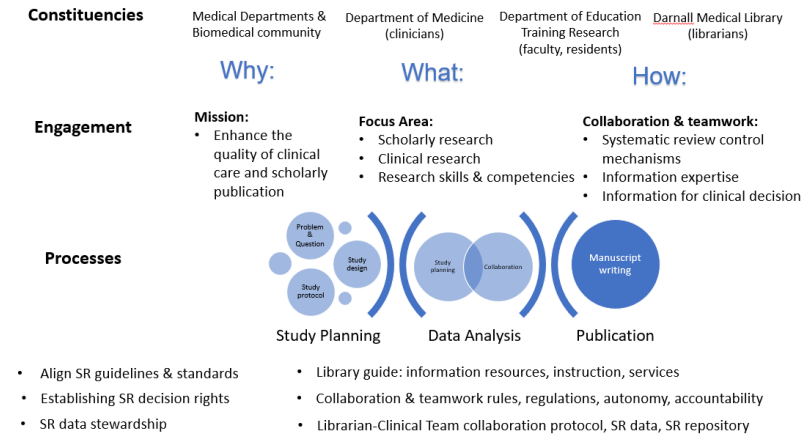 Constituencies
Medical Departments &
Biomedical community
Department of Medicine
(clinicians)
Department of Education
Training Research
(faculty, residents)
Darnall Medical Library
(librarians)
Why:
What:
How:
Engagement
Mission:
• Enhance the
quality of clinical
care and scholarly
publication
Focus Area:
• Scholarly research
• Clinical research
• Research skills & competencies
Collaboration & teamwork:
• Systematic review control
mechanisms
• Information expertise
• Information for clinical decision
Processes
Problem
&
Question
Study
design
Study
protocol
Study
planning
Collaboration
Manuscript
writing
Study Planning
Data Analysis
Publication
• Align SR guidelines & standards
• Establishing SR decision rights
• SR data stewardship
• Library guide: information resources, instruction, services
• Collaboration & teamwork rules, regulations, autonomy, accountability
• Librarian-Clinical Team collaboration protocol, SR data, SR repository